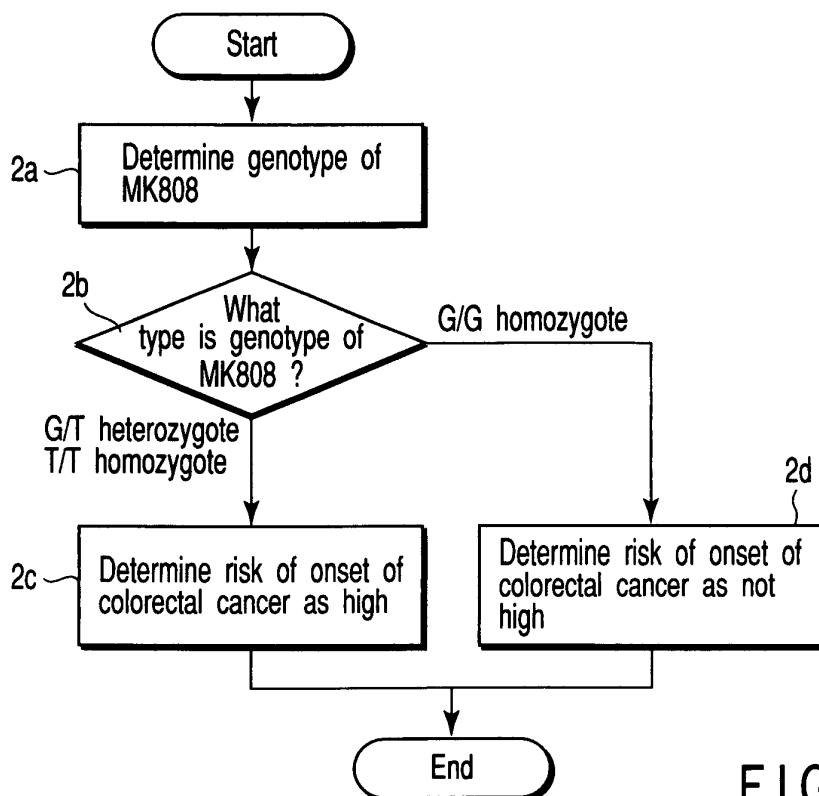 Start
2a
Determine genotype of
MK808
2b
What
type is genotype of
MK808 ?
G/G homozygote
G/T heterozygote
T/T homozygote
2c
Determine risk of onset of
colorectal cancer as high
2d
Determine risk of onset of
colorectal cancer as not
high
End
FIG